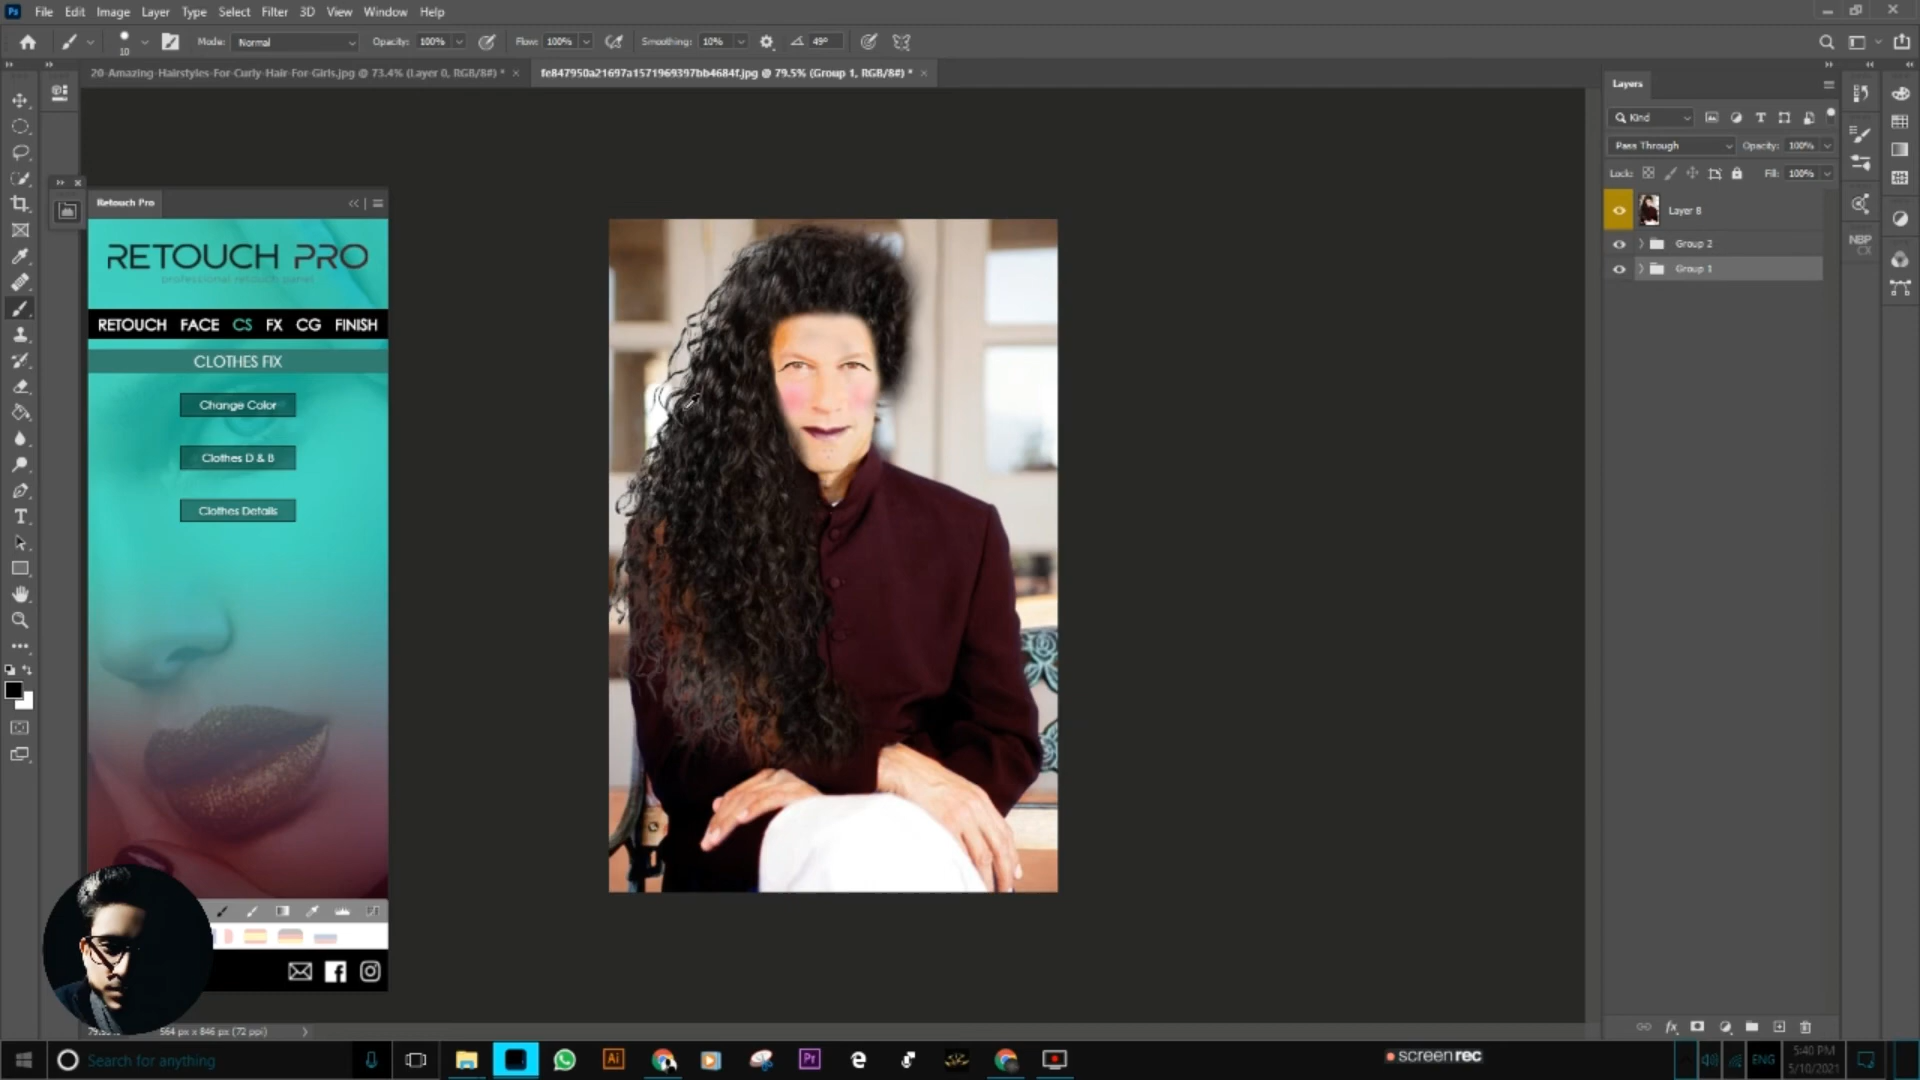 Ps File Edit Image Layer Type Select Filter 3D View Window Help
10 Mode: Normal Opacity: 100% Flow: 100% Smoothing: 10% 49°
20-Amazing-Hairstyles-For-Curly-Hair-For-Girls.jpg @ 73.4% (Layer 0, RGB/8#) * ×
fe847950a21697a1571969397bb4684f.jpg @ 79.5% (Group 1, RGB/8#) * ×
Layers
Kind
Pass Through Opacity: 100%
Lock: Fill: 100%
Layer 8
Group 2
Group 1
NBP
CX
Retouch Pro
RETOUCH PRO
professional retouch panel
RETOUCH FACE CS FX CG FINISH
CLOTHES FIX
Change Color
Clothes D & B
Clothes Details
564 px x 846 px (72 ppi)
Search for anything
Ai
Pr
screenrec
ENG
5:40 PM
5/10/2021